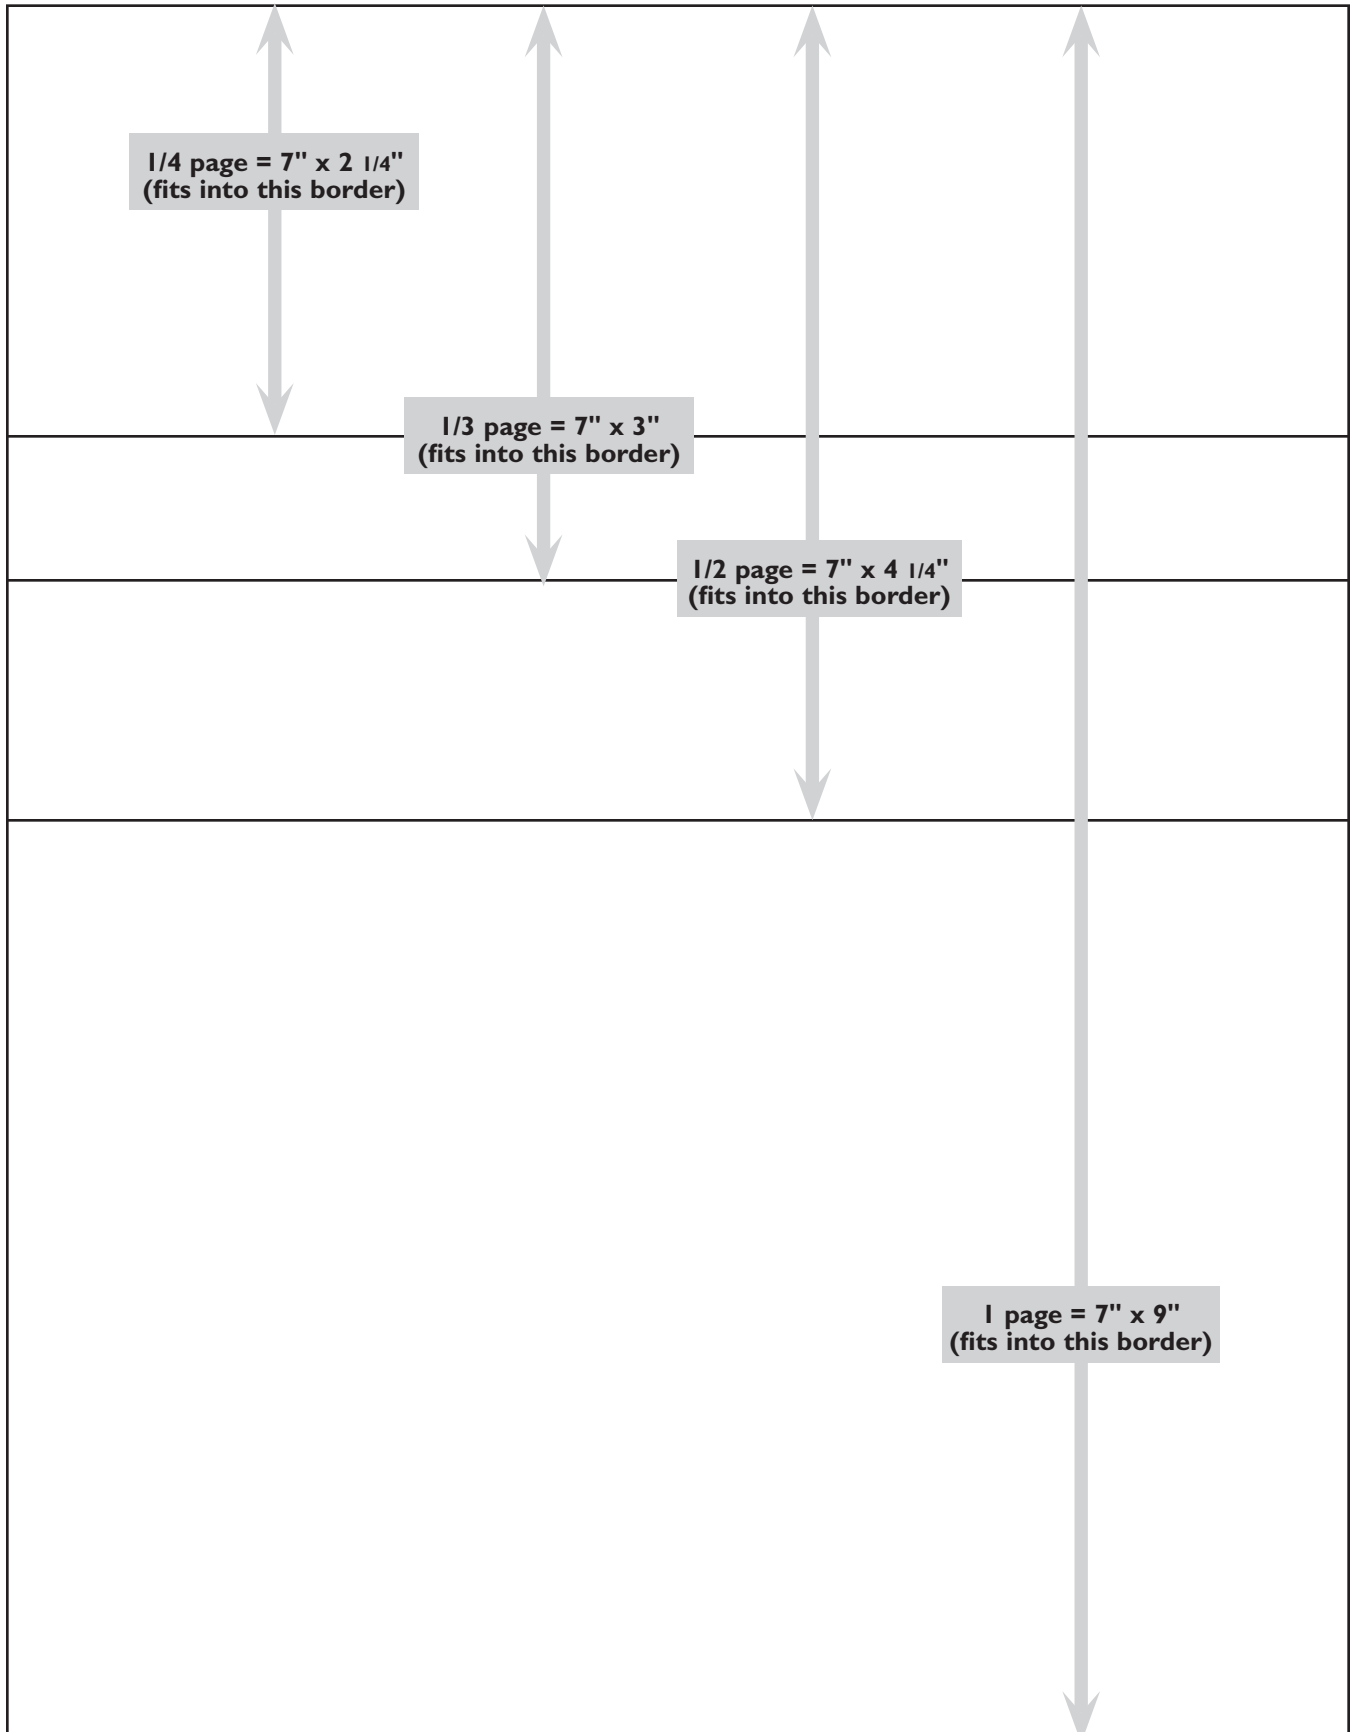 1/4 page = 7" x 2 1/4"
(fits into this border)
1/3 page = 7" x 3"
(fits into this border)
1/2 page = 7" x 4 1/4"
(fits into this border)
1 page = 7" x 9"
(fits into this border)